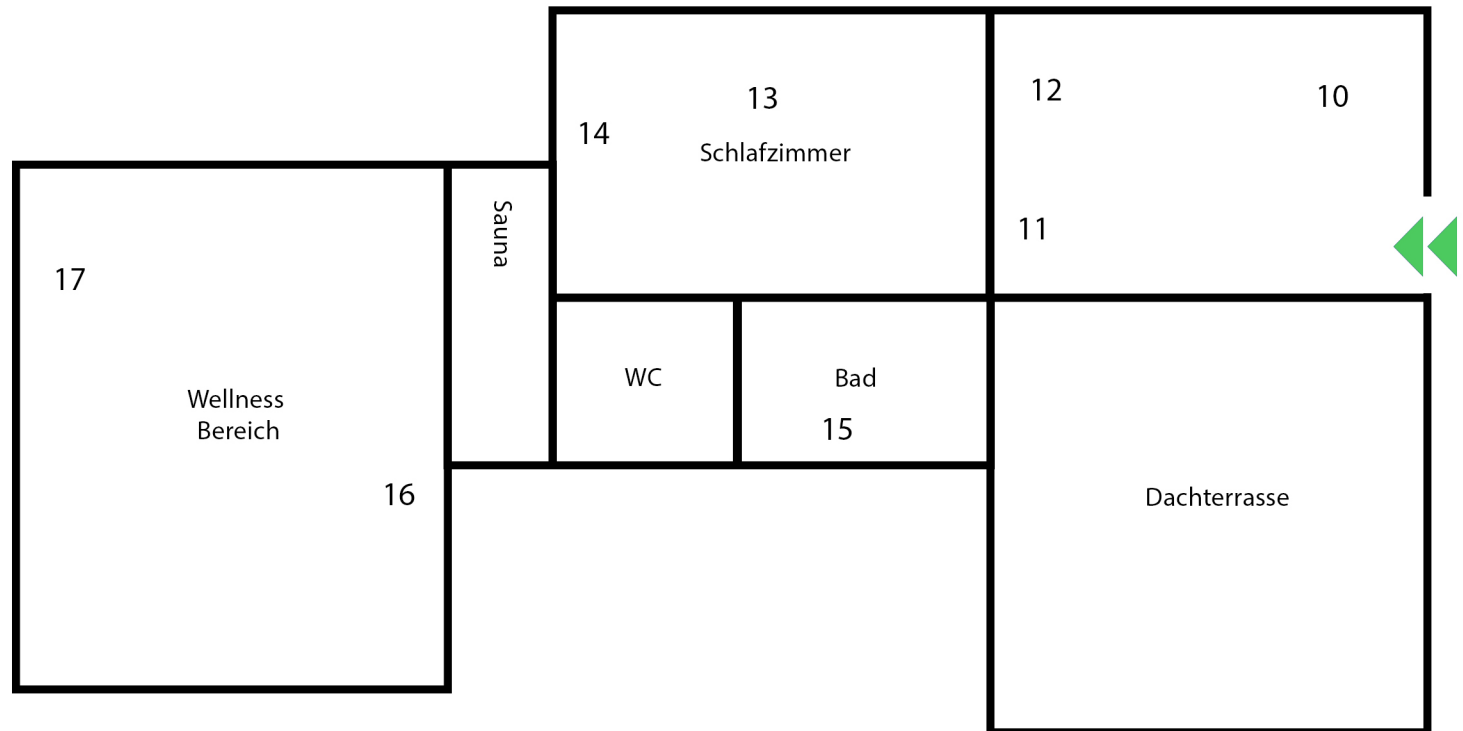 12
10
13
14
Schlafzimmer
11
Sauna
17
WC
Bad
15
Wellness
Bereich
16
Dachterrasse